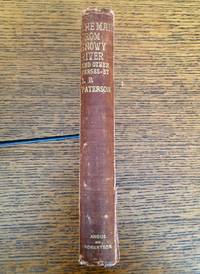 THE MAN
FROM
SNOWY
RIVER
AND OTHER
VERSES·BY
A. B.
PATERSON
ANGUS
AND
ROBERTSON